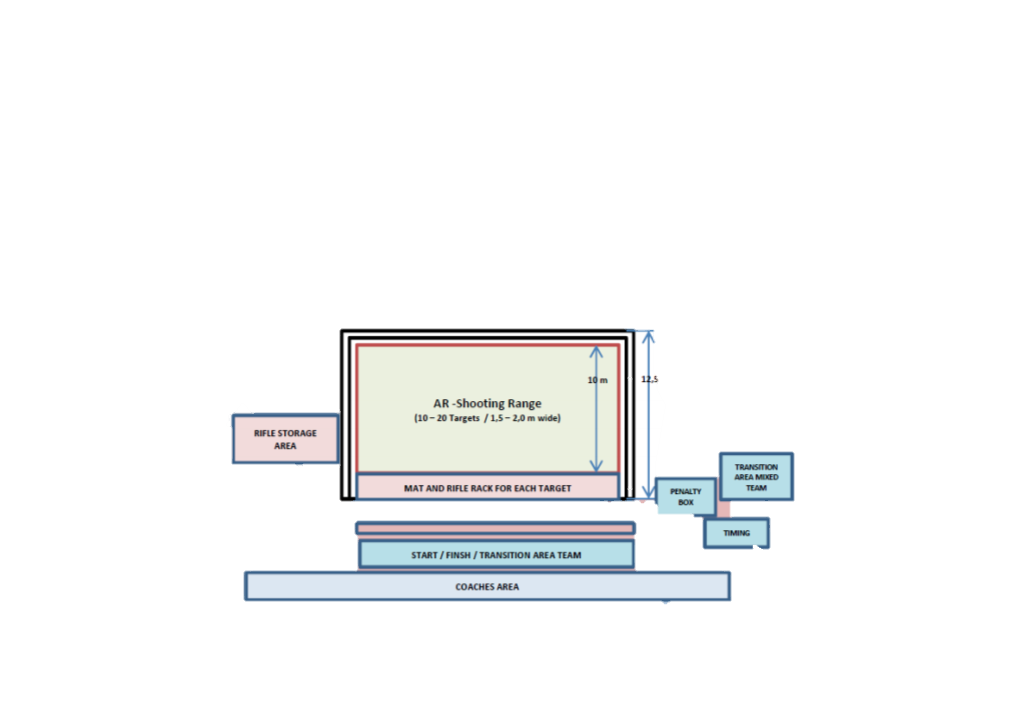 10 m
12,5
AR -Shooting Range
(10 – 20 Targets / 1,5 – 2,0 m wide)
RIFLE STORAGE
AREA
MAT AND RIFLE RACK FOR EACH TARGET
TRANSITION
AREA MIXED
TEAM
PENALTY
BOX
TIMING
START / FINSH / TRANSITION AREA TEAM
COACHES AREA